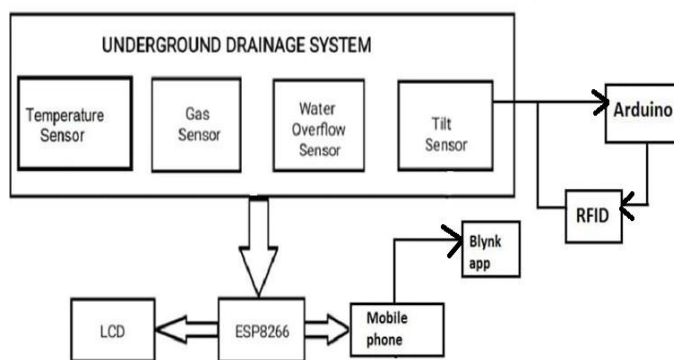 UNDERGROUND DRAINAGE SYSTEM
Temperature
Sensor
Gas
Sensor
Water
Overflow
Sensor
Tilt
Sensor
Arduino
RFID
Blynk
app
LCD
ESP8266
Mobile
phone